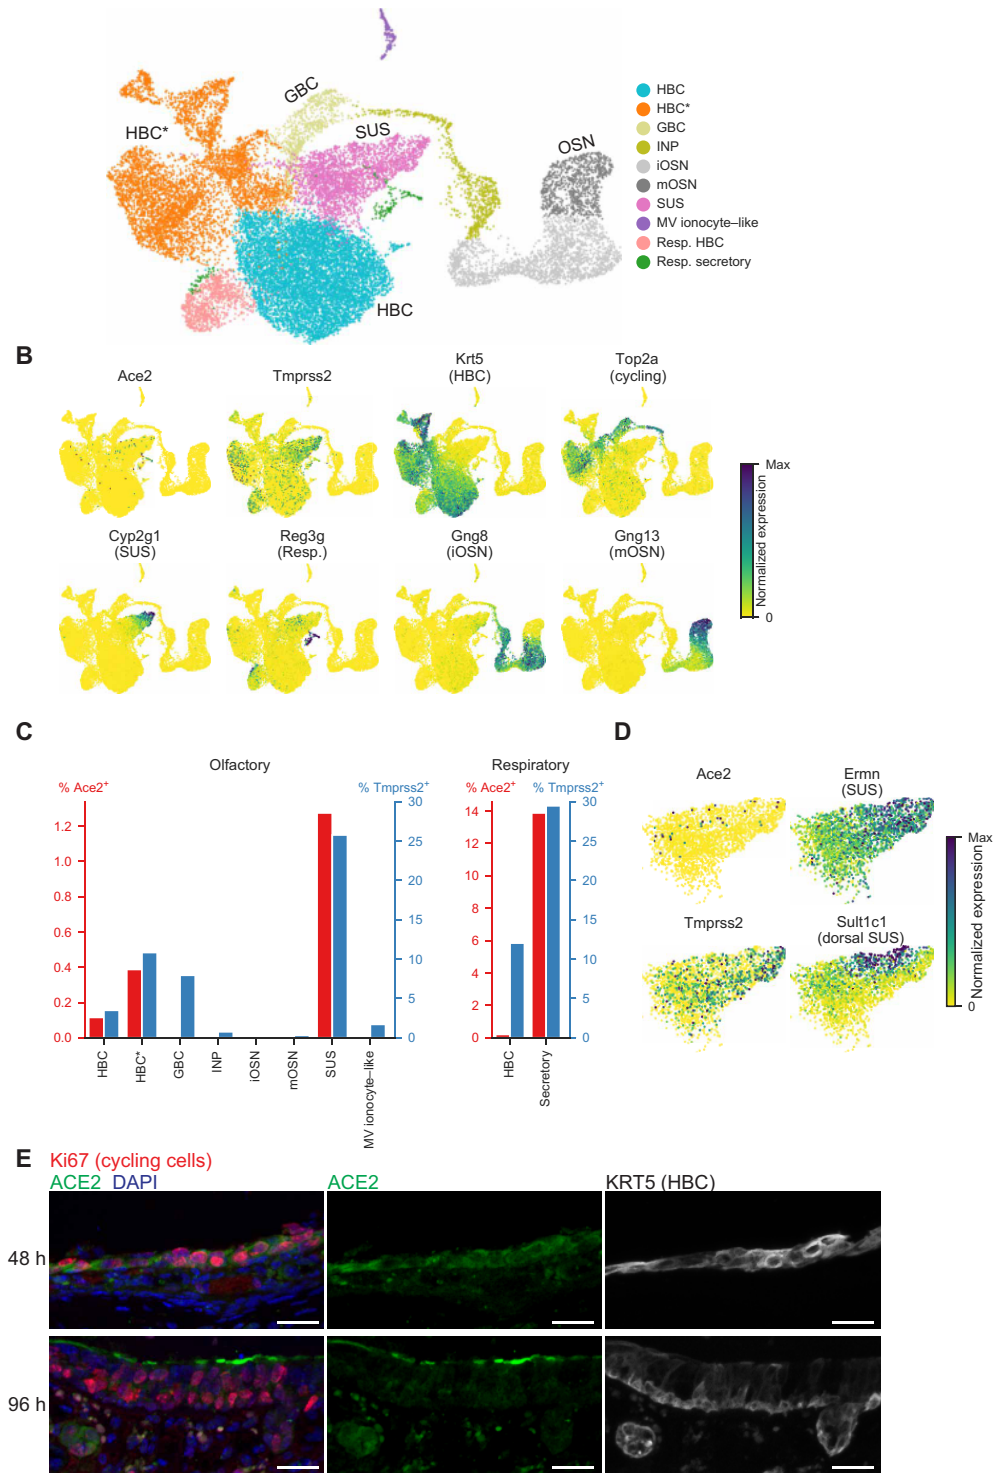 GBC
HBC*
SUS
OSN
HBC
HBC
HBC*
GBC
INP
iOSN
mOSN
SUS
MV ionocyte–like
Resp. HBC
Resp. secretory
B
Ace2
Tmprss2
Krt5
(HBC)
Top2a
(cycling)
Cyp2g1
(SUS)
Reg3g
(Resp.)
Gng8
(iOSN)
Gng13
(mOSN)
Max
Normalized expression
0
C
Olfactory
% Ace2+
% Tmprss2+
1.2
1.0
0.8
0.6
0.4
0.2
0.0
30
25
20
15
10
5
0
HBC
HBC*
GBC
INP
iOSN
mOSN
SUS
MV ionocyte–like
Respiratory
% Ace2+
% Tmprss2+
14
12
10
8
6
4
2
0
30
25
20
15
10
5
0
HBC
Secretory
D
Ace2
Ermn
(SUS)
Tmprss2
Sult1c1
(dorsal SUS)
Max
Normalized expression
0
E
Ki67 (cycling cells)
ACE2 DAPI
ACE2
KRT5 (HBC)
48 h
96 h